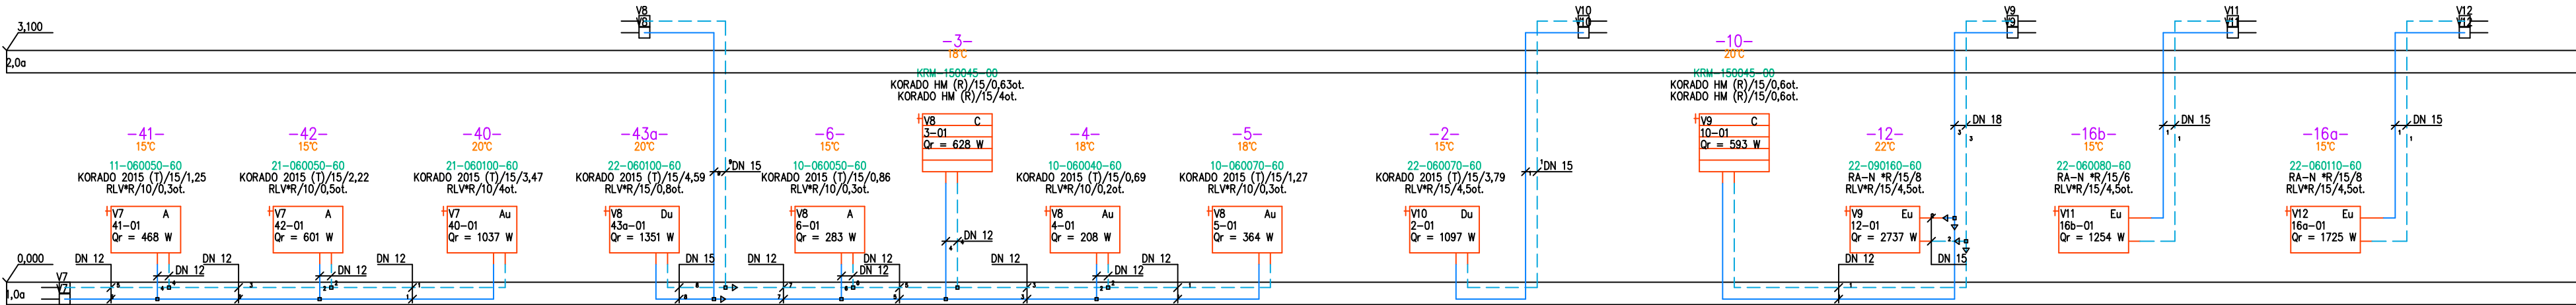 3,100
2,0a
V8
V8
V10
V10
V9
V9
V11
V11
V12
V12
-3-
18°C
KRM-150045-00
KORADO HM (R)/15/0,63ot.
KORADO HM (R)/15/4ot.
V8 C
3-01
Qr = 628 W
-10-
20°C
KRM-150045-00
KORADO HM (R)/15/0,6ot.
KORADO HM (R)/15/0,6ot.
V9 C
10-01
Qr = 593 W
-41-
15°C
11-060050-60
KORADO 2015 (T)/15/1,25
RLV*R/10/0,3ot.
V7 A
41-01
Qr = 468 W
-42-
15°C
21-060050-60
KORADO 2015 (T)/15/2,22
RLV*R/10/0,5ot.
V7 A
42-01
Qr = 601 W
-40-
20°C
21-060100-60
KORADO 2015 (T)/15/3,47
RLV*R/10/4ot.
V7 Au
40-01
Qr = 1037 W
-43a-
20°C
22-060100-60
KORADO 2015 (T)/15/4,59
RLV*R/15/0,8ot.
V8 Du
43a-01
Qr = 1351 W
DN 15
-6-
15°C
10-060050-60
KORADO 2015 (T)/15/0,86
RLV*R/10/0,3ot.
V8 A
6-01
Qr = 283 W
-4-
18°C
10-060040-60
KORADO 2015 (T)/15/0,69
RLV*R/10/0,2ot.
V8 Au
4-01
Qr = 208 W
-5-
18°C
10-060070-60
KORADO 2015 (T)/15/1,27
RLV*R/10/0,3ot.
V8 Au
5-01
Qr = 364 W
-2-
15°C
22-060070-60
KORADO 2015 (T)/15/3,79
RLV*R/15/4,5ot.
V10 Du
2-01
Qr = 1097 W
DN 15
-12-
22°C
22-090160-60
RA-N *R/15/8
RLV*R/15/4,5ot.
V9 Eu
12-01
Qr = 2737 W
DN 18
-16b-
15°C
22-060080-60
RA-N *R/15/6
RLV*R/15/4,5ot.
V11 Eu
16b-01
Qr = 1254 W
DN 15
-16a-
15°C
22-060110-60
RA-N *R/15/8
RLV*R/15/4,5ot.
V12 Eu
16a-01
Qr = 1725 W
DN 15
0,000
1,0a
V7
V7
DN 12
DN 12
DN 12
DN 12
DN 12
DN 15
DN 12
DN 12
DN 12
DN 12
DN 12
DN 12
DN 12
DN 12
DN 15